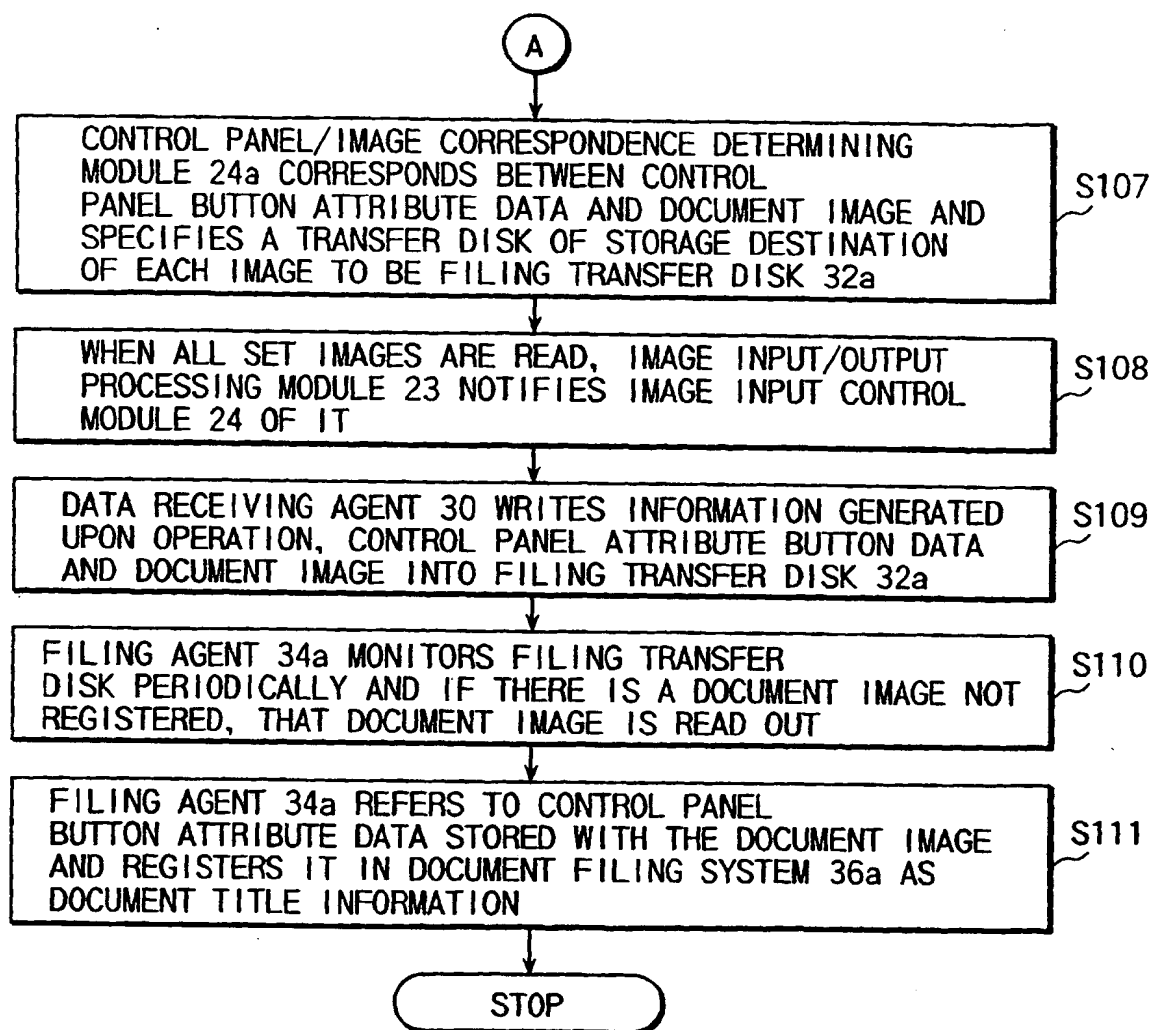 A
CONTROL PANEL/IMAGE CORRESPONDENCE DETERMINING
MODULE 24a CORRESPONDS BETWEEN CONTROL
PANEL BUTTON ATTRIBUTE DATA AND DOCUMENT IMAGE AND
SPECIFIES A TRANSFER DISK OF STORAGE DESTINATION
OF EACH IMAGE TO BE FILING TRANSFER DISK 32a
S107
WHEN ALL SET IMAGES ARE READ, IMAGE INPUT/OUTPUT
PROCESSING MODULE 23 NOTIFIES IMAGE INPUT CONTROL
MODULE 24 OF IT
S108
DATA RECEIVING AGENT 30 WRITES INFORMATION GENERATED
UPON OPERATION, CONTROL PANEL ATTRIBUTE BUTTON DATA
AND DOCUMENT IMAGE INTO FILING TRANSFER DISK 32a
S109
FILING AGENT 34a MONITORS FILING TRANSFER
DISK PERIODICALLY AND IF THERE IS A DOCUMENT IMAGE NOT
REGISTERED, THAT DOCUMENT IMAGE IS READ OUT
S110
FILING AGENT 34a REFERS TO CONTROL PANEL
BUTTON ATTRIBUTE DATA STORED WITH THE DOCUMENT IMAGE
AND REGISTERS IT IN DOCUMENT FILING SYSTEM 36a AS
DOCUMENT TITLE INFORMATION
S111
STOP